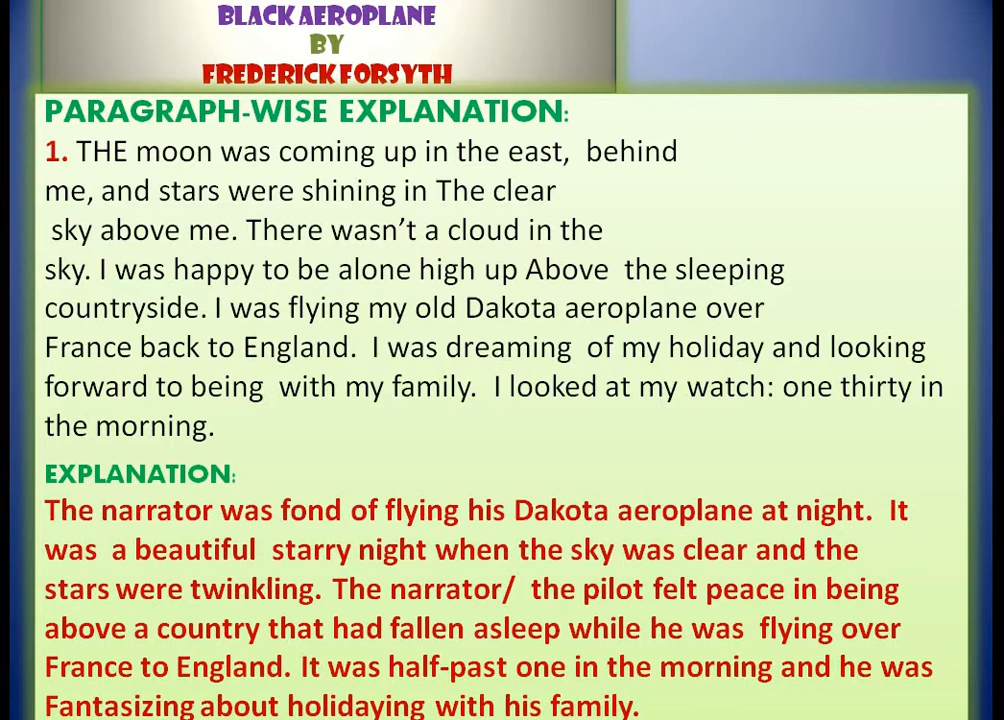 BLACK AEROPLANE
BY
FREDERICK FORSYTH
PARAGRAPH-WISE EXPLANATION:
1. THE moon was coming up in the east, behind
me, and stars were shining in The clear
sky above me. There wasn’t a cloud in the
sky. I was happy to be alone high up Above the sleeping
countryside. I was flying my old Dakota aeroplane over
France back to England. I was dreaming of my holiday and looking
forward to being with my family. I looked at my watch: one thirty in
the morning.
EXPLANATION:
The narrator was fond of flying his Dakota aeroplane at night. It
was a beautiful starry night when the sky was clear and the
stars were twinkling. The narrator/ the pilot felt peace in being
above a country that had fallen asleep while he was flying over
France to England. It was half-past one in the morning and he was
Fantasizing about holidaying with his family.